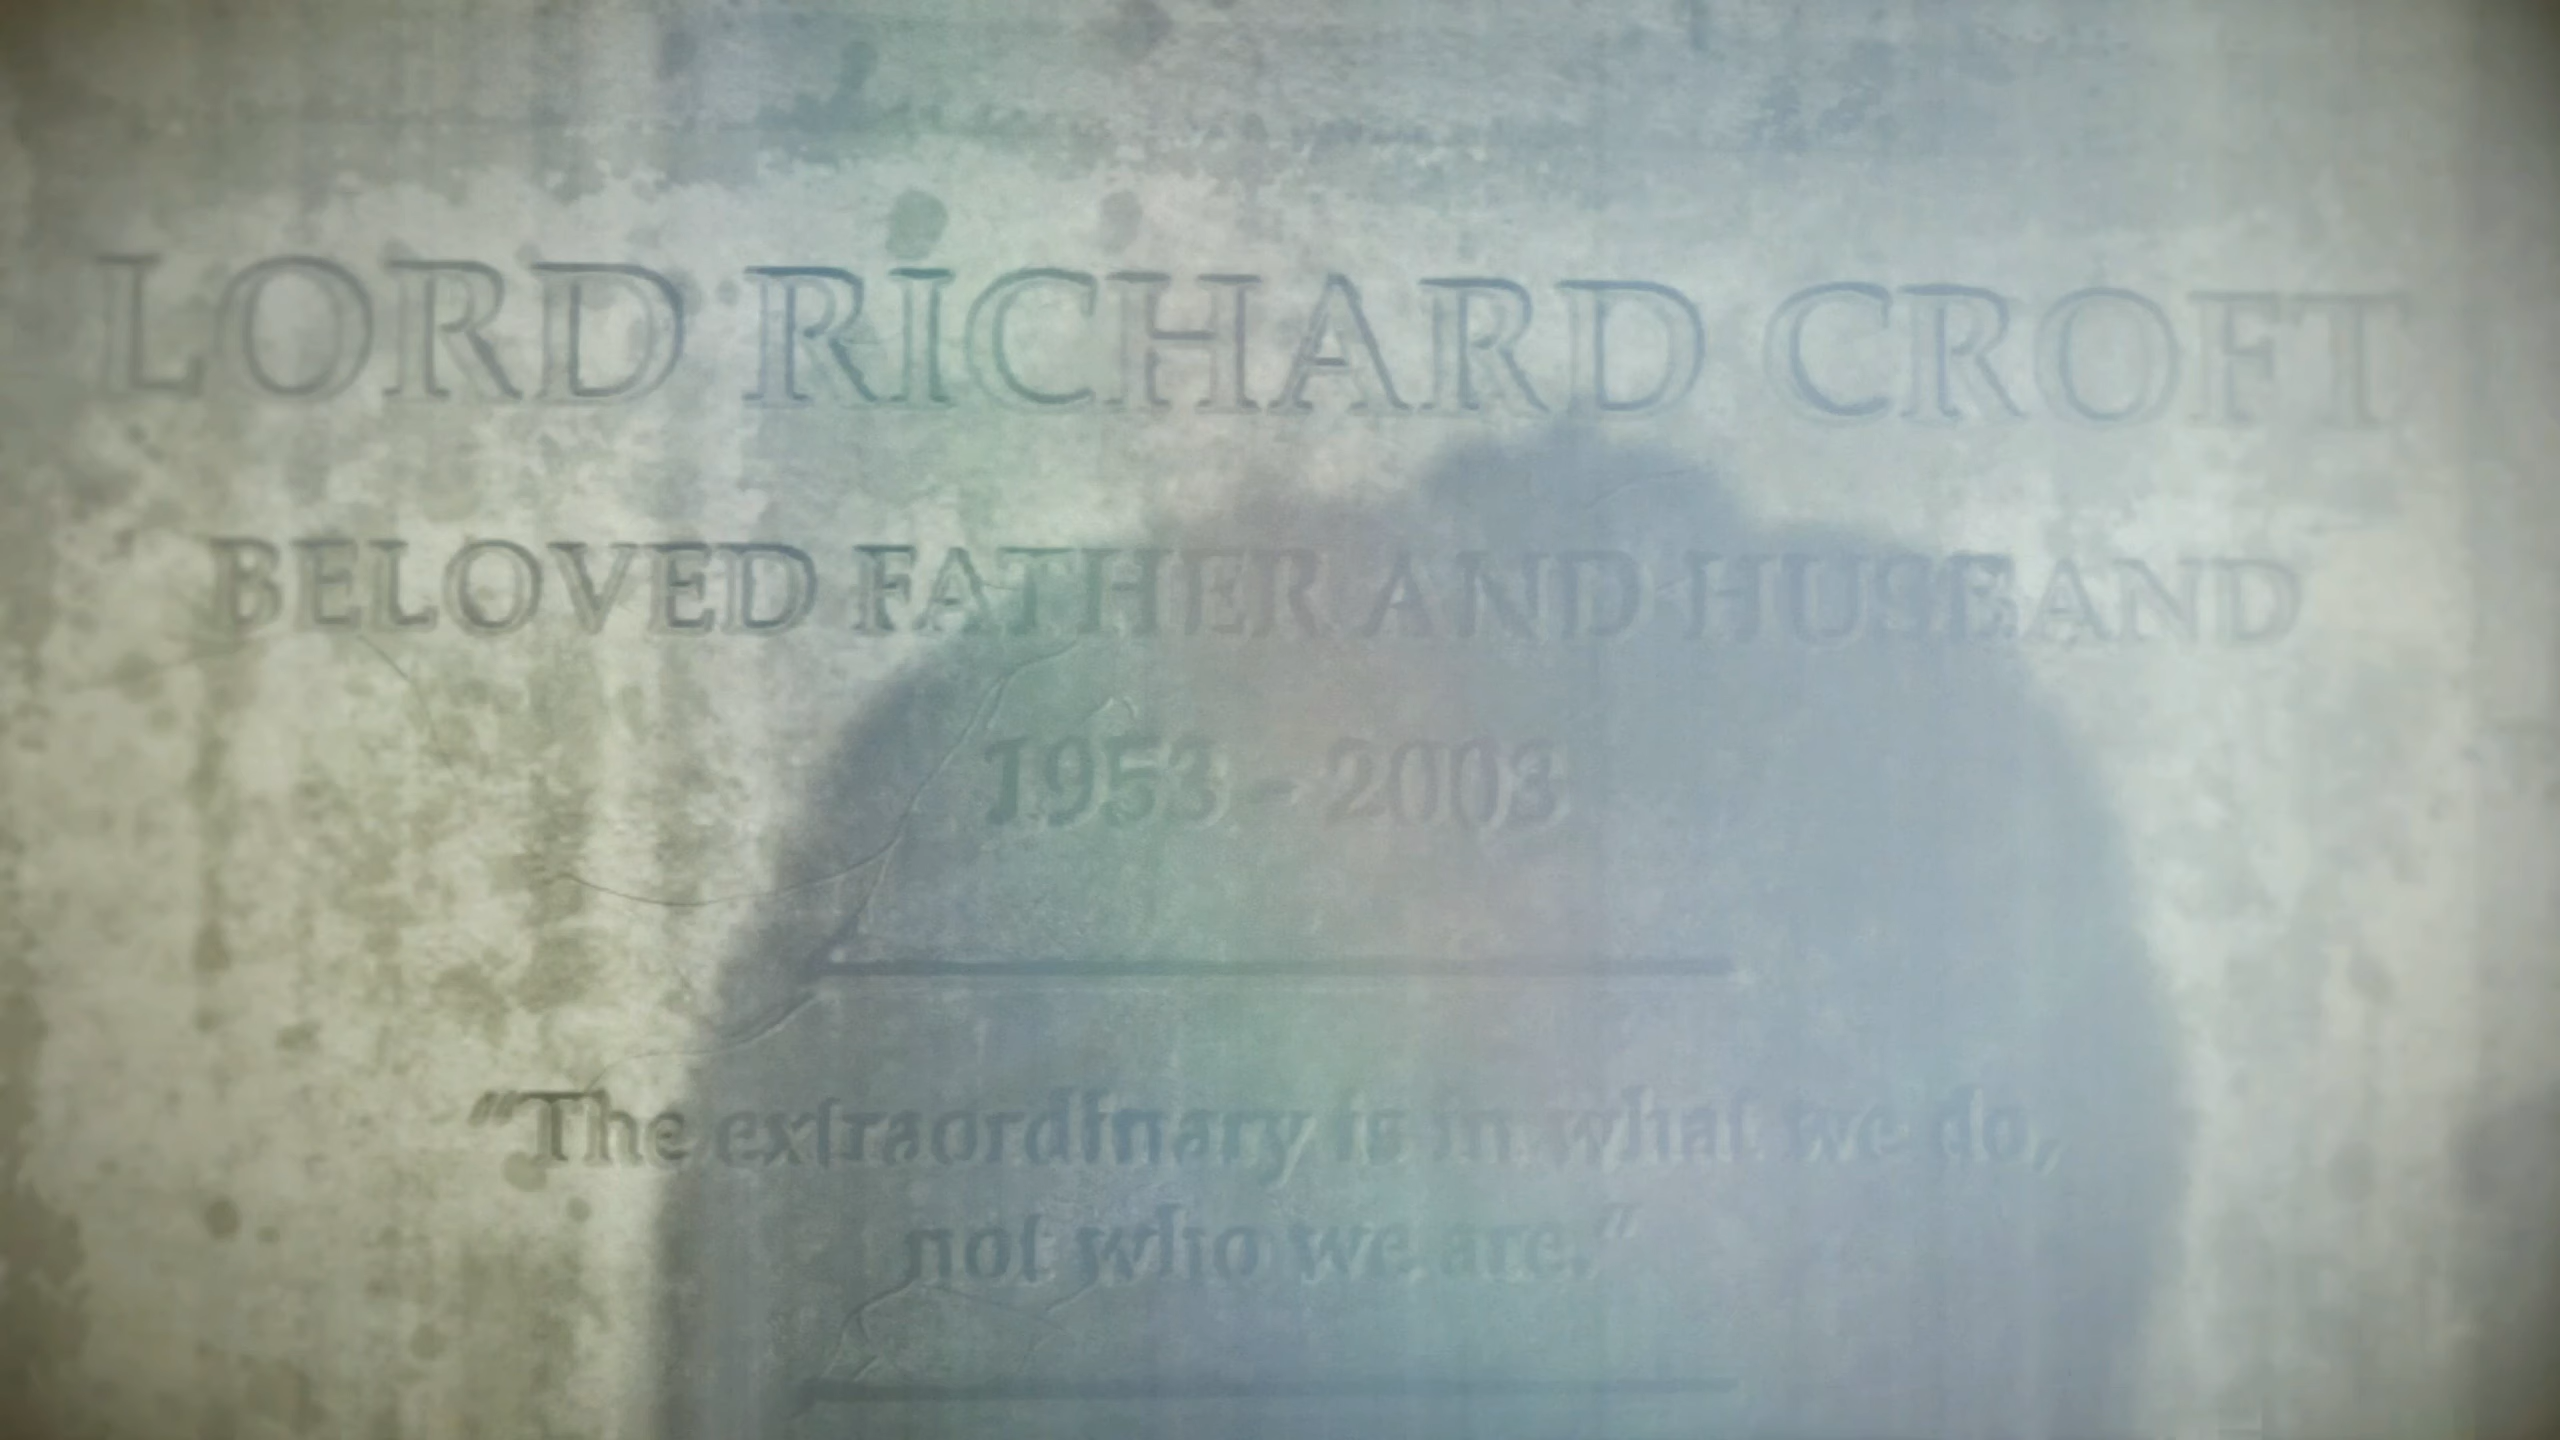 LORD RICHARD CROFT
BELOVED FATHER AND HUSBAND
1953 - 2003
"The extraordinary is in what we do,
not who we are."